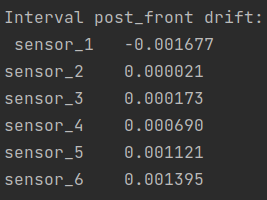 Interval post_front drift:
 sensor_1   -0.001677
sensor_2    0.000021
sensor_3    0.000173
sensor_4    0.000690
sensor_5    0.001121
sensor_6    0.001395